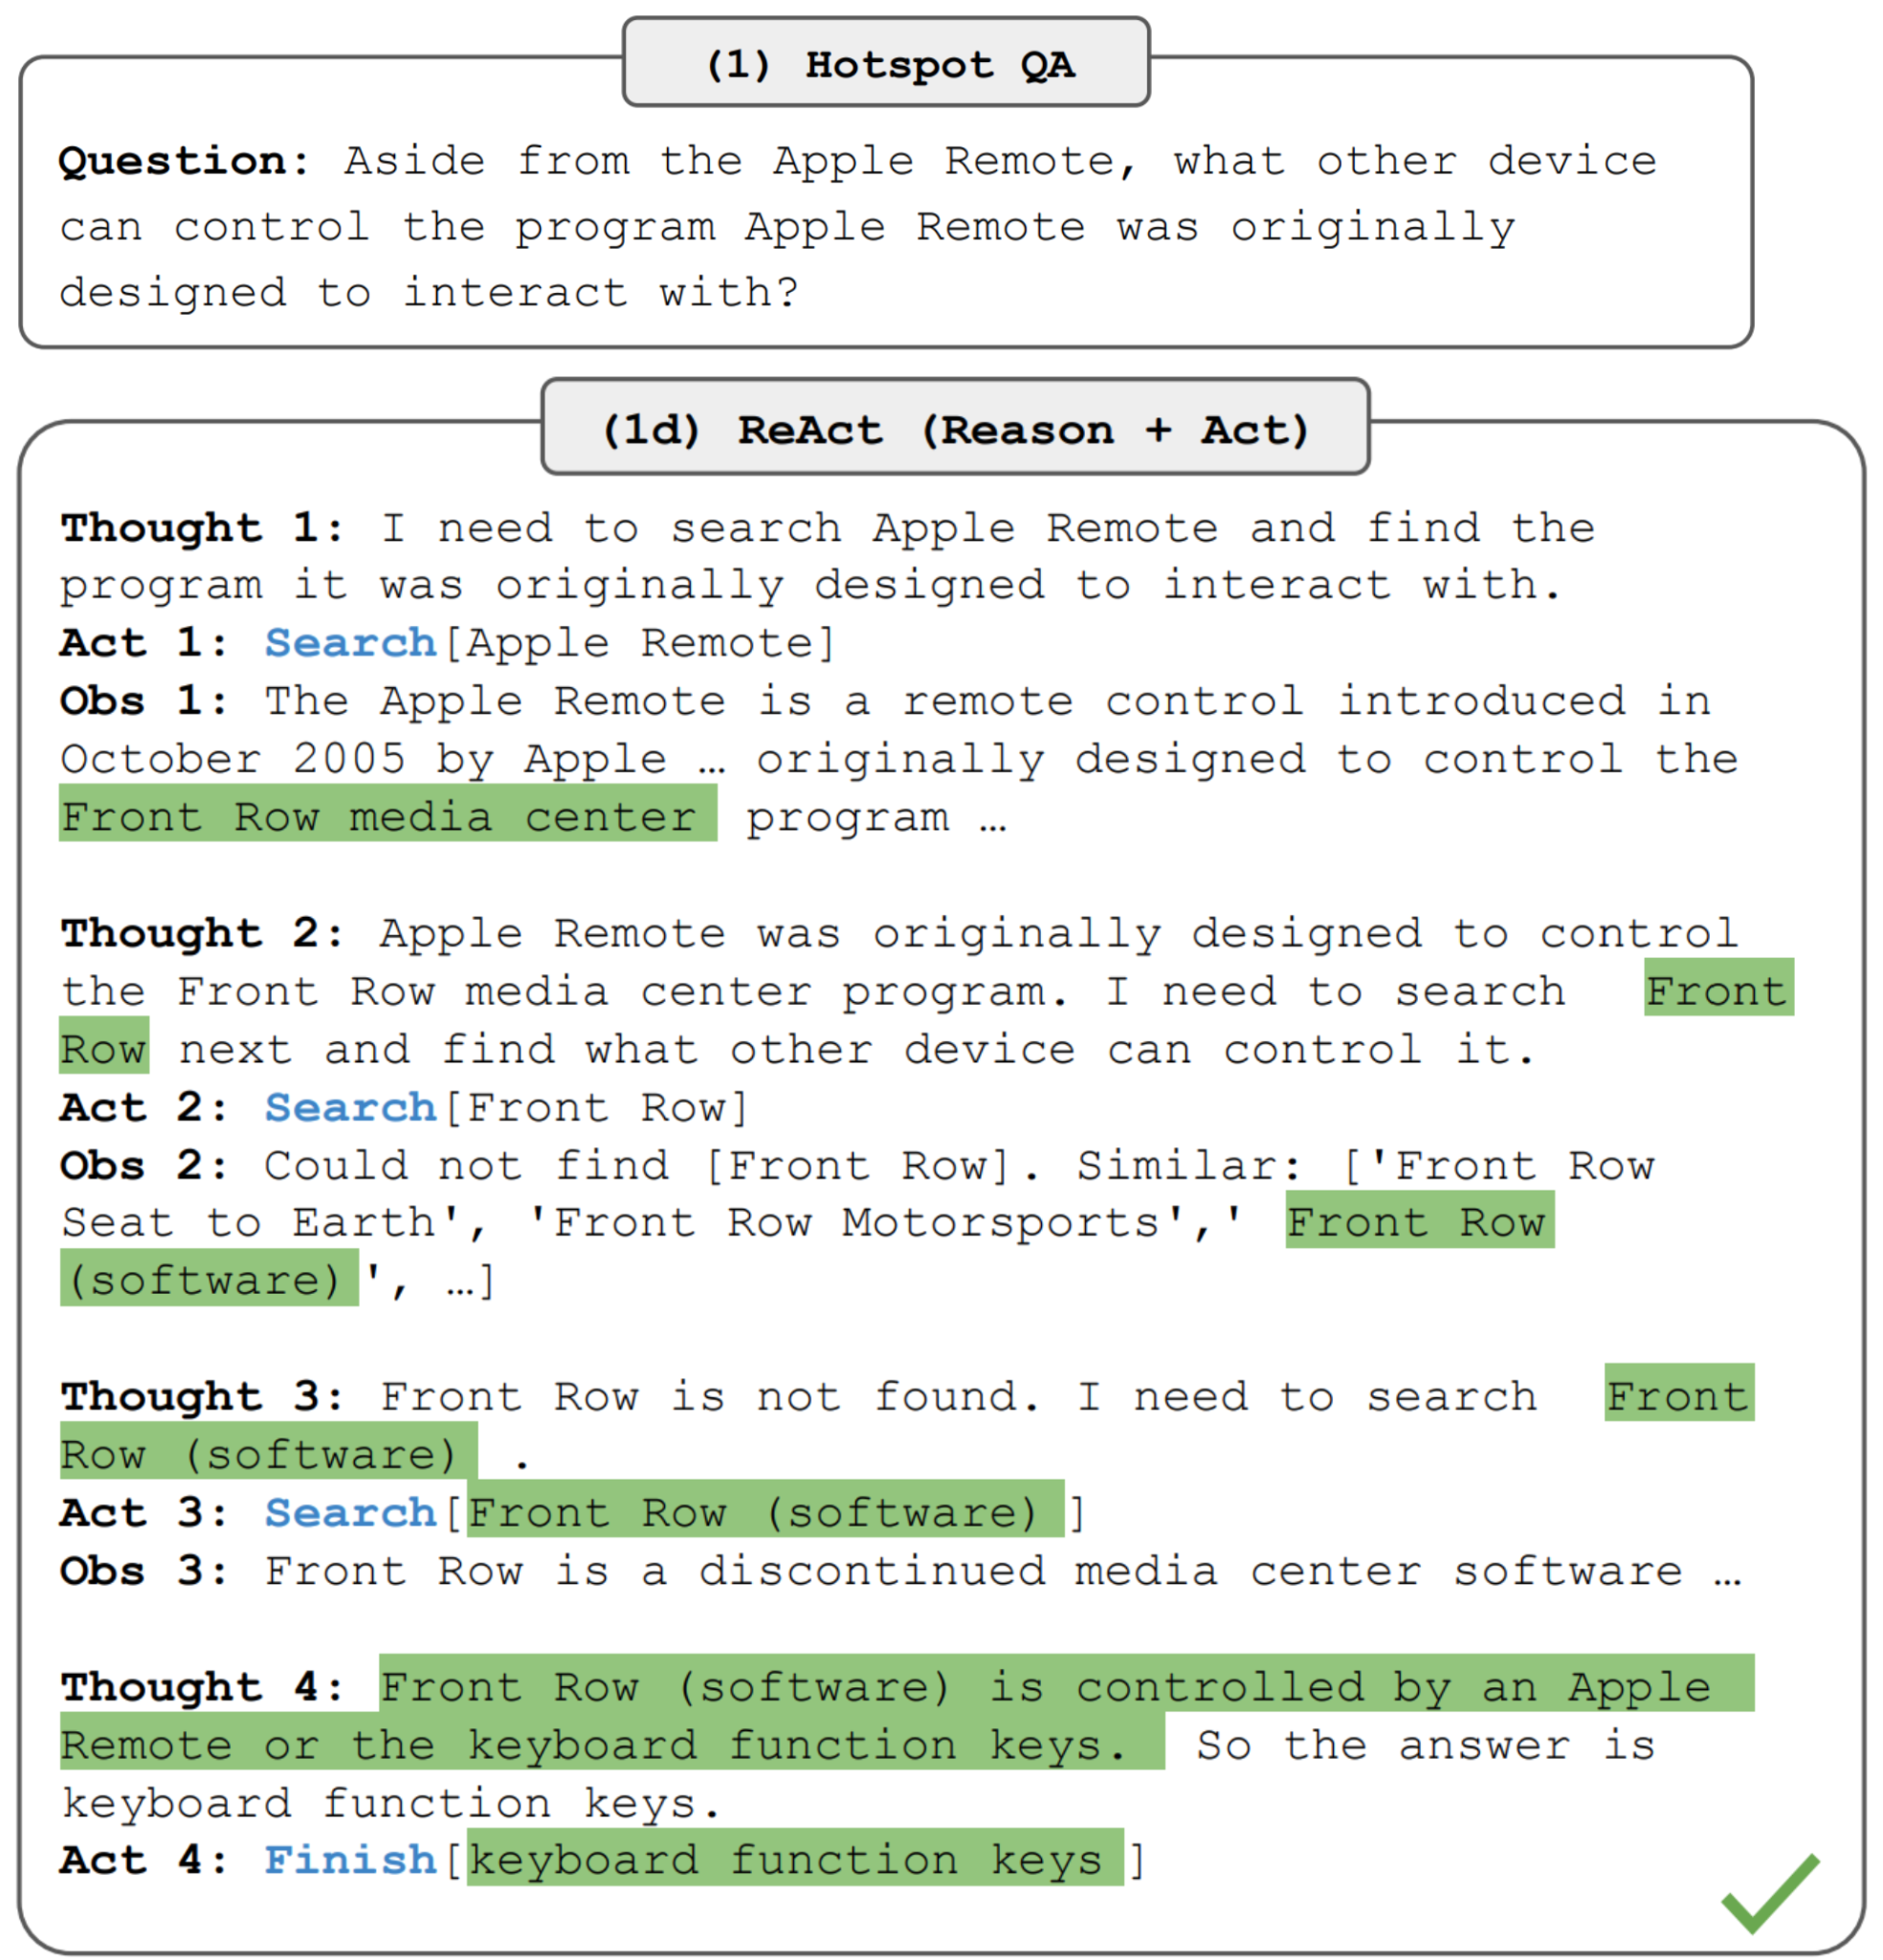 (1) Hotspot QA
Question: Aside from the Apple Remote, what other device
can control the program Apple Remote was originally
designed to interact with?
(1d) ReAct (Reason + Act)
Thought 1: I need to search Apple Remote and find the
program it was originally designed to interact with.
Act 1: Search[Apple Remote]
Obs 1: The Apple Remote is a remote control introduced in
October 2005 by Apple … originally designed to control the
Front Row media center program …
Thought 2: Apple Remote was originally designed to control
the Front Row media center program. I need to search Front
Row next and find what other device can control it.
Act 2: Search[Front Row]
Obs 2: Could not find [Front Row]. Similar: ['Front Row
Seat to Earth', 'Front Row Motorsports',' Front Row
(software)', …]
Thought 3: Front Row is not found. I need to search Front
Row (software) .
Act 3: Search[Front Row (software) ]
Obs 3: Front Row is a discontinued media center software …
Thought 4: Front Row (software) is controlled by an Apple
Remote or the keyboard function keys. So the answer is
keyboard function keys.
Act 4: Finish[keyboard function keys ]